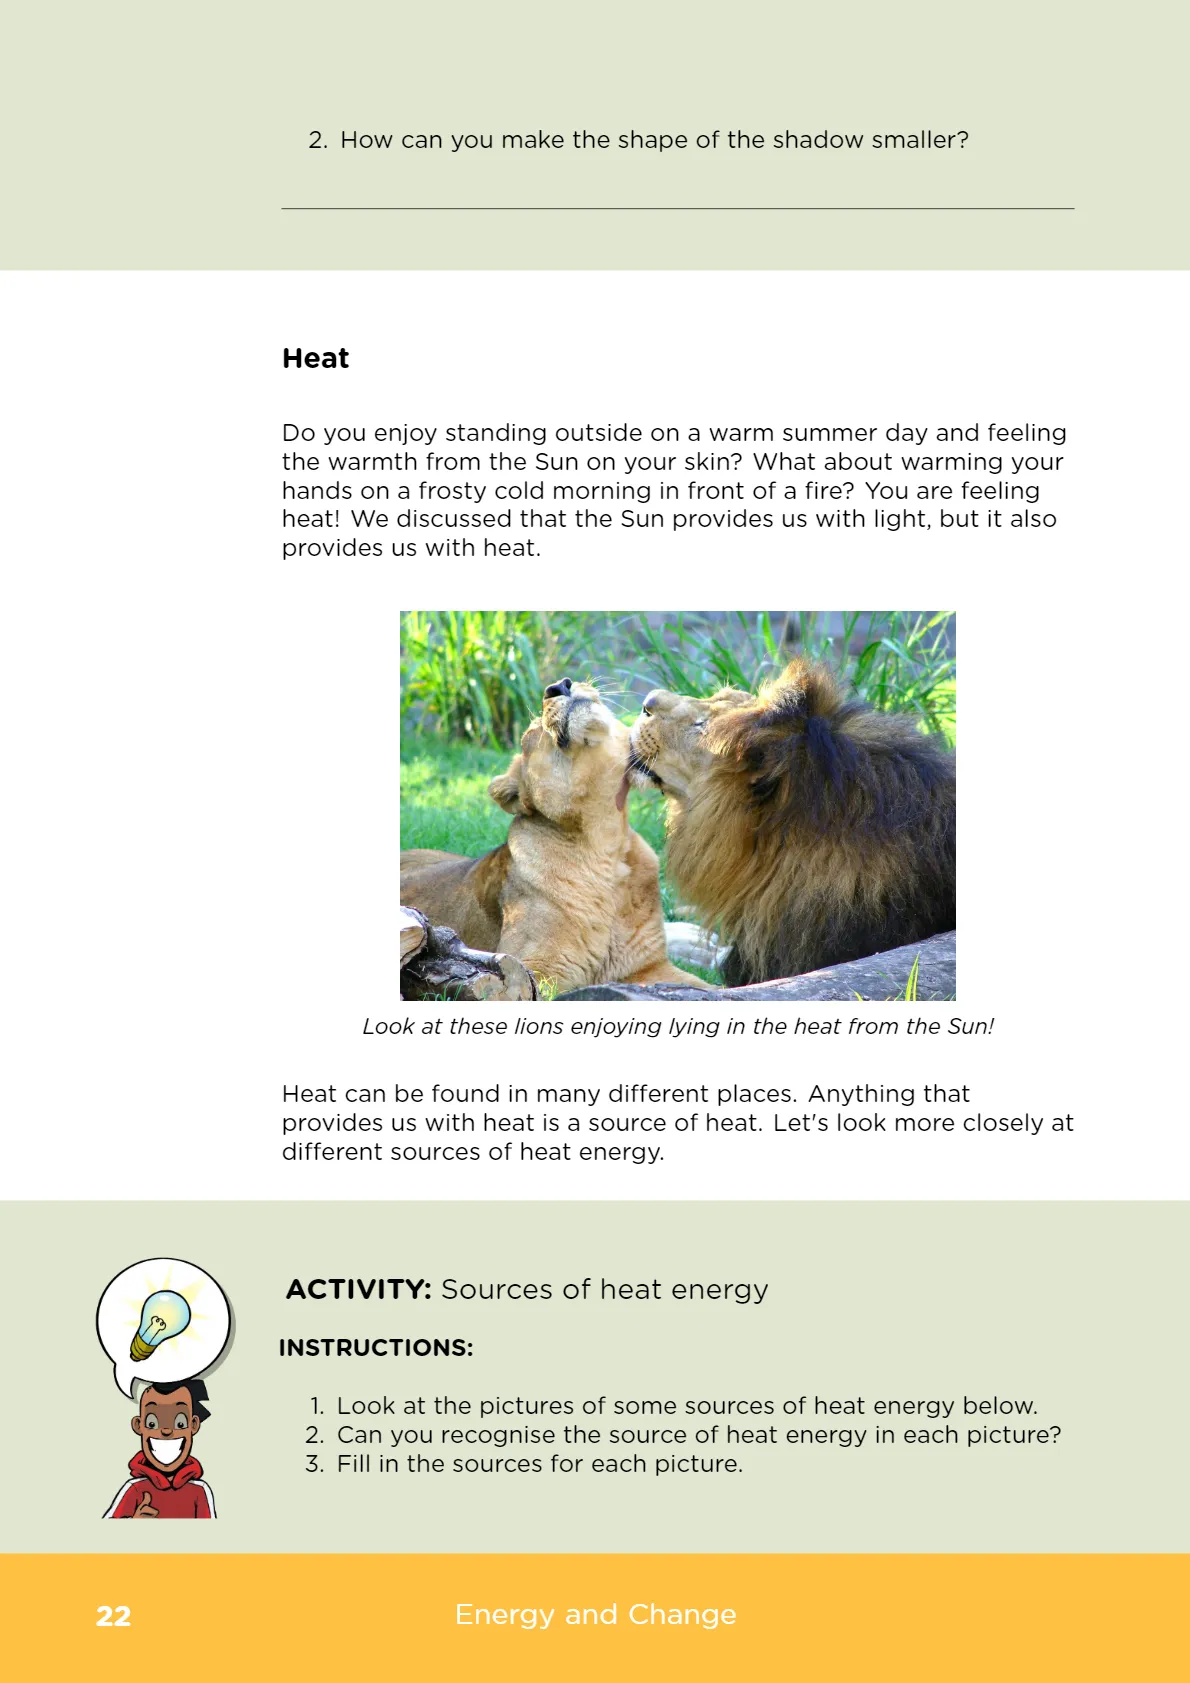 2. How can you make the shape of the shadow smaller?
Heat
Do you enjoy standing outside on a warm summer day and feeling
the warmth from the Sun on your skin? What about warming your
hands on a frosty cold morning in front of a fire? You are feeling
heat! We discussed that the Sun provides us with light, but it also
provides us with heat.
Look at these lions enjoying lying in the heat from the Sun!
Heat can be found in many different places. Anything that
provides us with heat is a source of heat. Let's look more closely at
different sources of heat energy.
ACTIVITY: Sources of heat energy
INSTRUCTIONS:
1. Look at the pictures of some sources of heat energy below.
2. Can you recognise the source of heat energy in each picture?
3. Fill in the sources for each picture.
22 Energy and Change